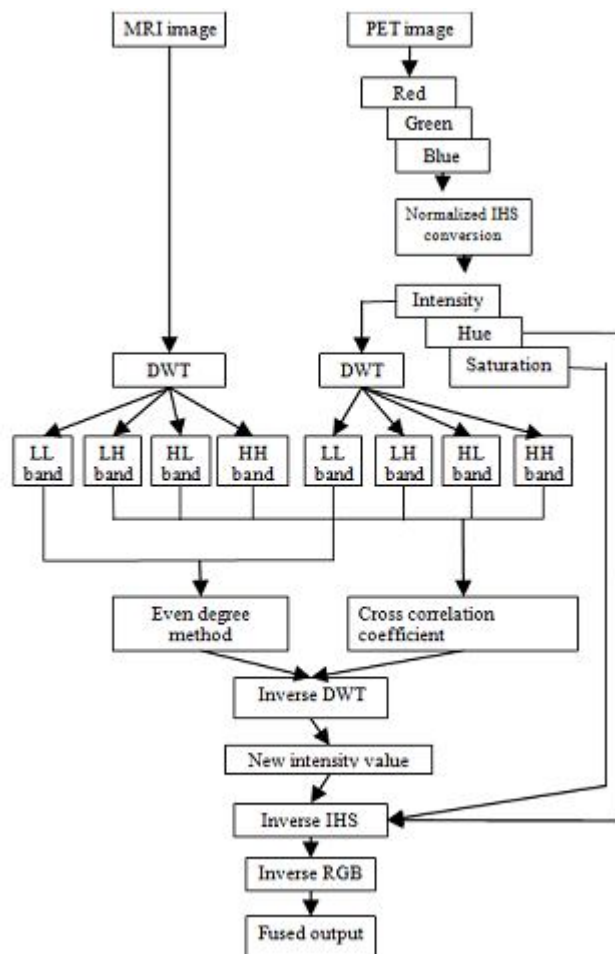 MRI image
PET image
Red
Green
Blue
Normalized IHS
conversion
Intensity
Hue
Saturation
DWT
DWT
LL
band
LH
band
HL
band
HH
band
LL
band
LH
band
HL
band
HH
band
Even degree
method
Cross correlation
coefficient
Inverse DWT
New intensity value
Inverse IHS
Inverse RGB
Fused output